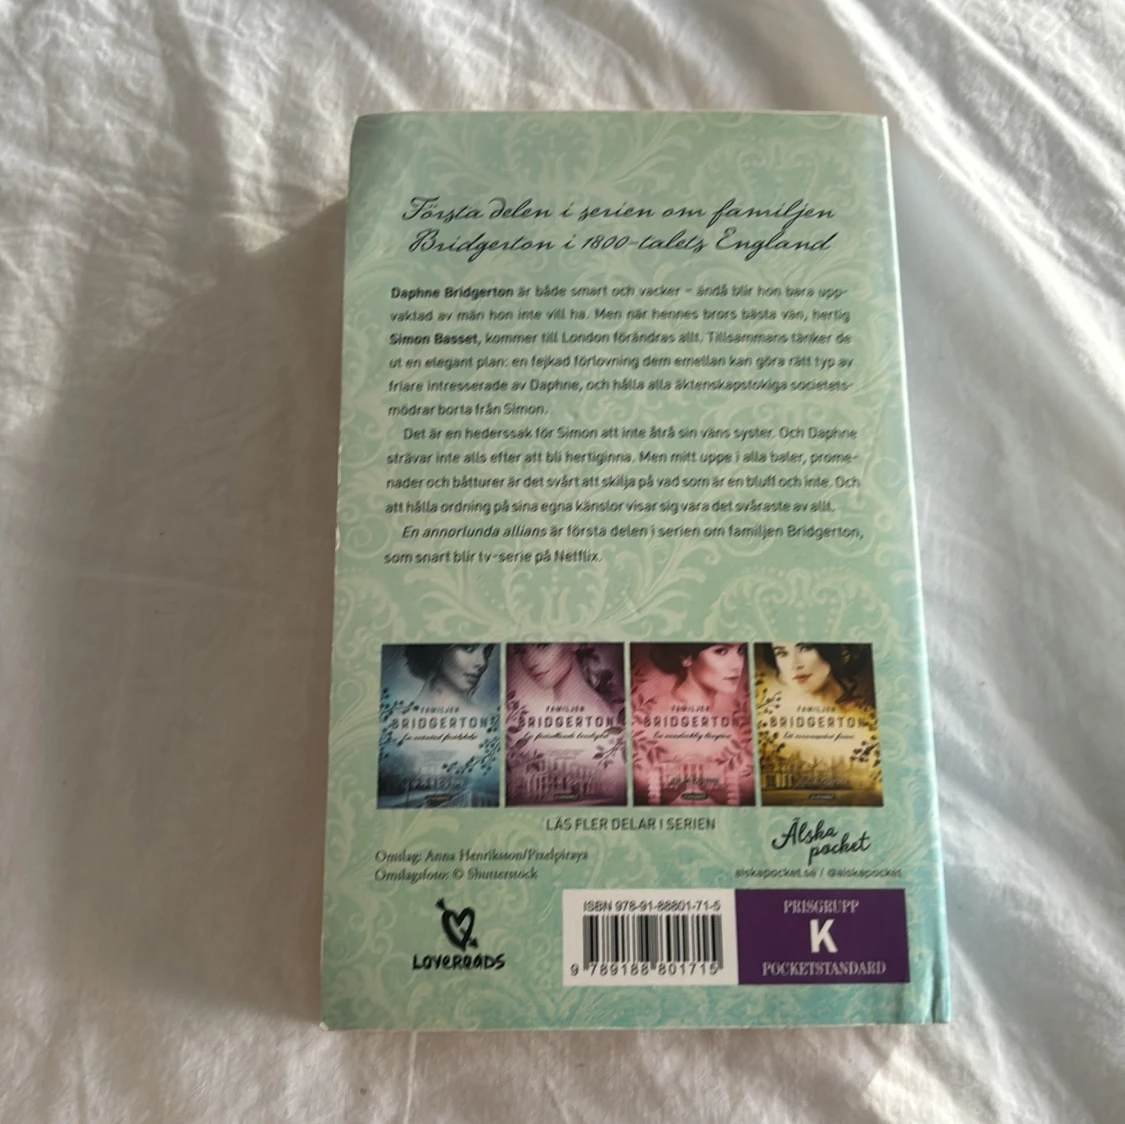 Första delen i serien om familjen
Bridgerton i 1800-talets England
Daphne Bridgerton är både smart och vacker – ändå blir hon bara upp-
vaktad av män hon inte vill ha. Men när hennes brors bästa vän, hertig
Simon Basset, kommer till London förändras allt. Tillsammans tänker de
ut en elegant plan: en fejkad förlovning dem emellan kan göra rätt typ av
friare intresserade av Daphne, och hålla alla äktenskapstokiga societets-
mödrar borta från Simon.
Det är en hederssak för Simon att inte åtrå sin väns syster. Och Daphne
strävar inte alls efter att bli hertiginna. Men mitt uppe i alla baler, prome-
nader och båtturer är det svårt att skilja på vad som är en bluff och inte. Och
att hålla ordning på sina egna känslor visar sig vara det svåraste av allt.
En annorlunda allians är första delen i serien om familjen Bridgerton,
som snart blir tv-serie på Netflix.
FAMILJEN
BRIDGERTON
FAMILJEN
BRIDGERTON
FAMILJEN
BRIDGERTON
FAMILJEN
BRIDGERTON
LÄS FLER DELAR I SERIEN
Älska
pocket
Omslag: Anna Henriksson/Pixelpiraya
Omslagsfoto: © Shutterstock
alskapocket.se / @alskapocket
LOVEREADS
ISBN 978-91-88801-71-5
9 789188 801715
PRISGRUPP
K
POCKETSTANDARD